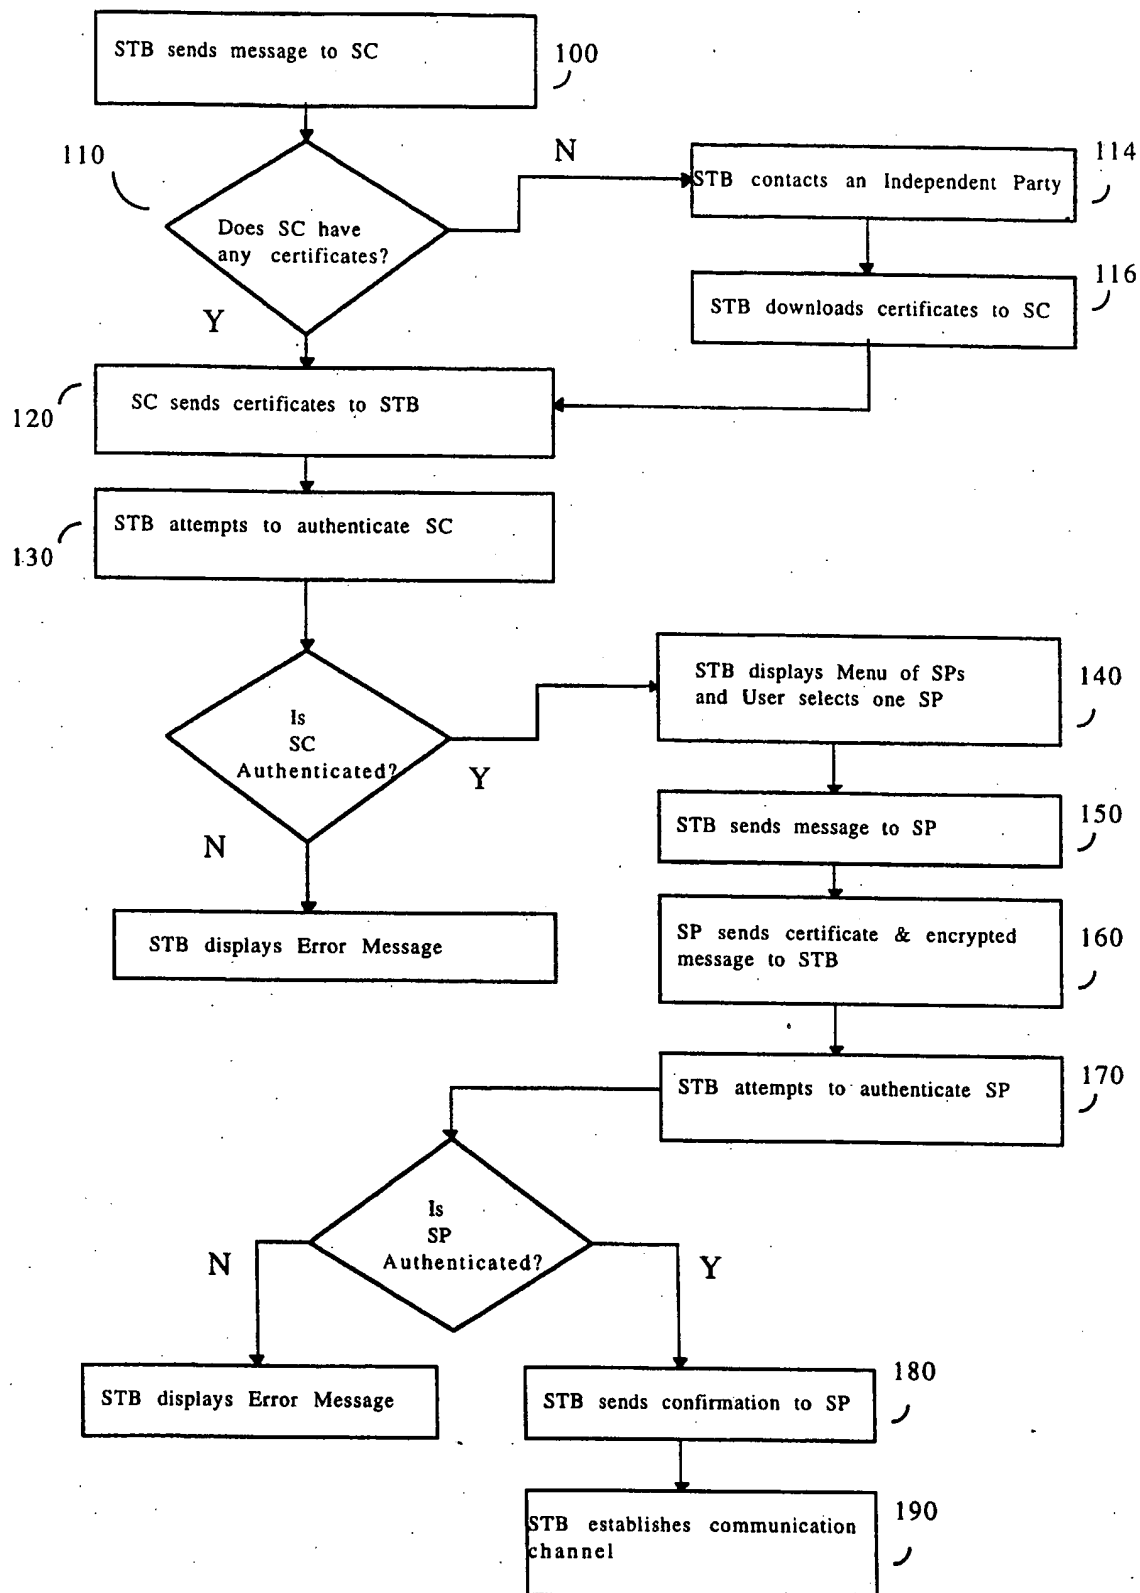 STB sends message to SC
100
110
N
114
STB contacts an Independent Party
Does SC have
any certificates?
116
STB downloads certificates to SC
Y
120
SC sends certificates to STB
130
STB attempts to authenticate SC
140
STB displays Menu of SPs
and User selects one SP
Is
SC
Authenticated?
Y
N
150
STB sends message to SP
STB displays Error Message
160
SP sends certificate & encrypted
message to STB
170
STB attempts to authenticate SP
Is
SP
Authenticated?
N
Y
STB displays Error Message
180
STB sends confirmation to SP
190
STB establishes communication
channel